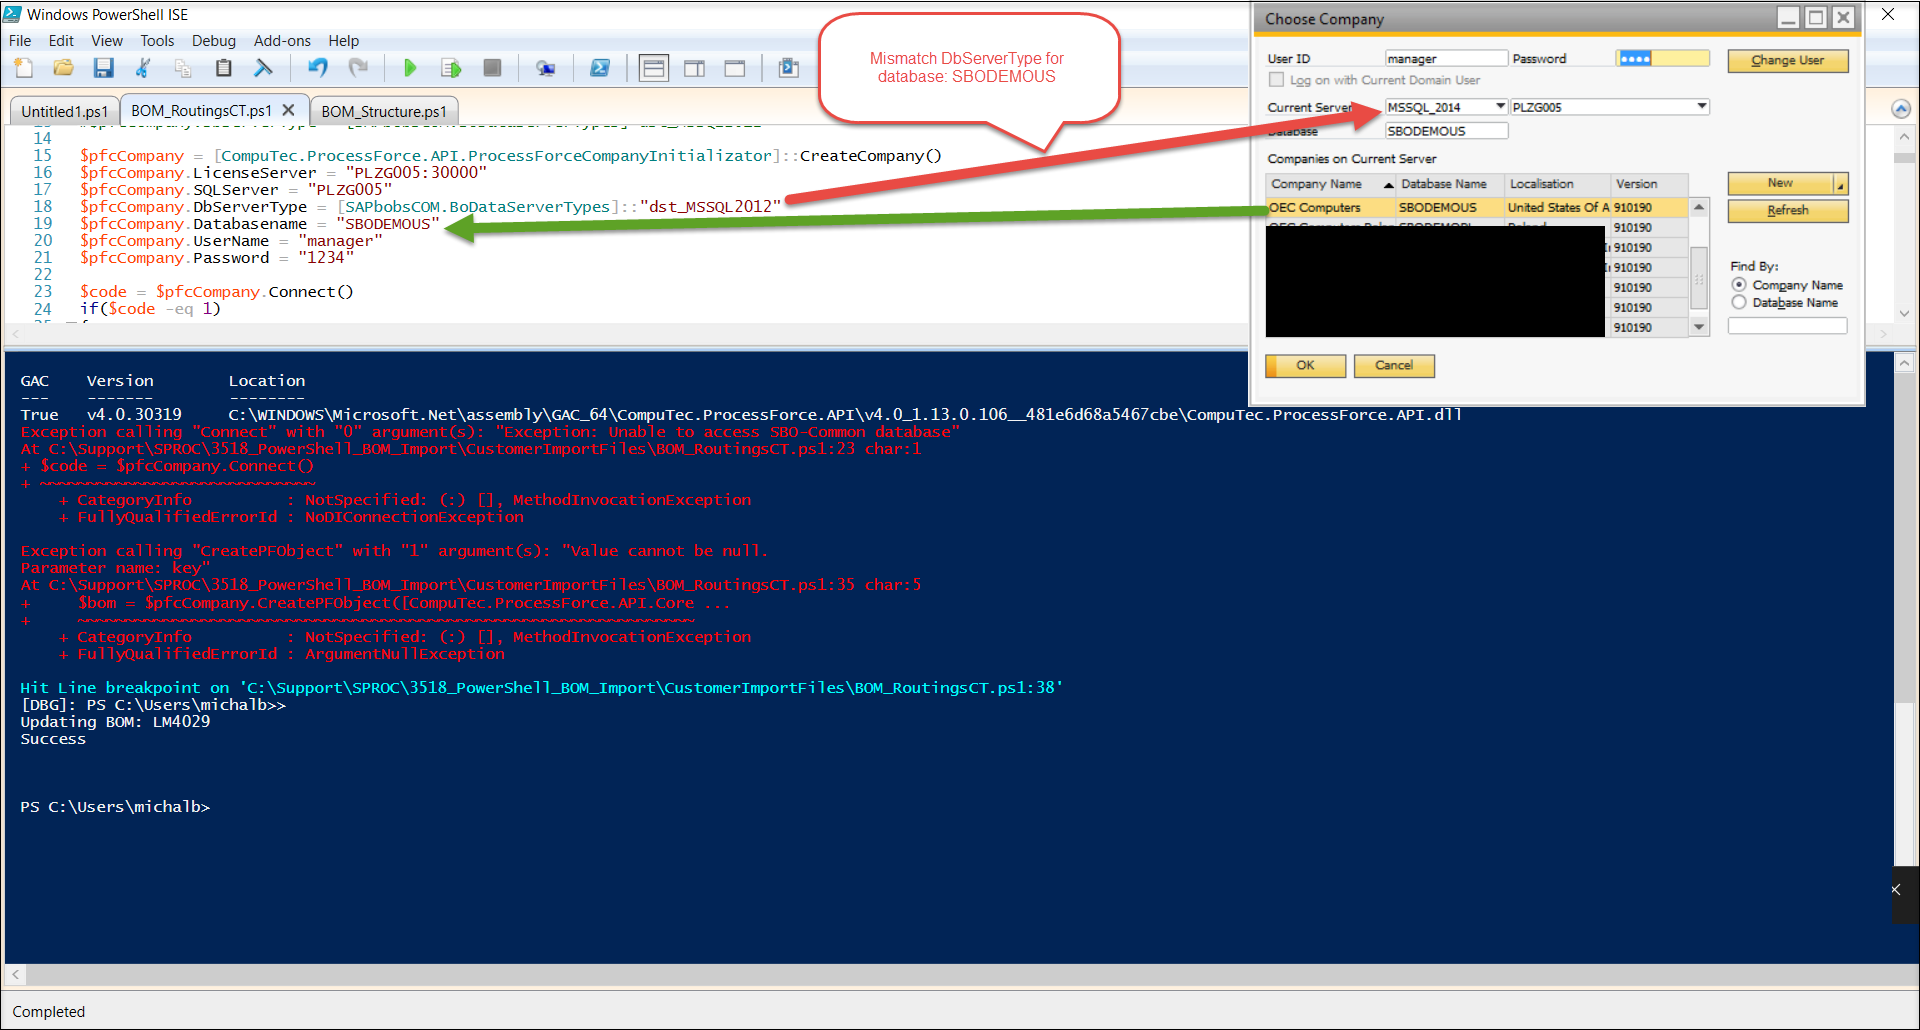 Windows PowerShell ISE
File Edit View Tools Debug Add-ons Help
Untitled1.ps1 BOM_RoutingsCT.ps1 BOM_Structure.ps1
14
15 $pfcCompany = [CompuTec.ProcessForce.API.ProcessForceCompanyInitializator]::CreateCompany()
16 $pfcCompany.LicenseServer = "PLZG005:30000"
17 $pfcCompany.SQLServer = "PLZG005"
18 $pfcCompany.DbServerType = [SAPbobsCOM.BoDataServerTypes]::"dst_MSSQL2012"
19 $pfcCompany.Databasename = "SBODEMOUS"
20 $pfcCompany.UserName = "manager"
21 $pfcCompany.Password = "1234"
22
23 $code = $pfcCompany.Connect()
24 if($code -eq 1)
Mismatch DbServerType for
database: SBODEMOUS
Choose Company
User ID manager Password Change User
Log on with Current Domain User
Current Server MSSQL_2014 PLZG005
Database SBODEMOUS
Companies on Current Server
Company Name Database Name Localisation Version
OEC Computers SBODEMOUS United States Of A 910190
910190
910190
910190
910190
910190
910190
New
Refresh
Find By:
Company Name
Database Name
OK Cancel
GAC Version Location
--- ------- --------
True v4.0.30319 C:\WINDOWS\Microsoft.Net\assembly\GAC_64\CompuTec.ProcessForce.API\v4.0_1.13.0.106__481e6d68a5467cbe\CompuTec.ProcessForce.API.dll
Exception calling "Connect" with "0" argument(s): "Exception: Unable to access SBO-Common database"
At C:\Support\SPROC\3518_PowerShell_BOM_Import\CustomerImportFiles\BOM_RoutingsCT.ps1:23 char:1
+ $code = $pfcCompany.Connect()
+ ~~~~~~~~~~~~~~~~~~~~~~~~~~~~~
+ CategoryInfo : NotSpecified: (:) [], MethodInvocationException
+ FullyQualifiedErrorId : NoDIConnectionException
Exception calling "CreatePFObject" with "1" argument(s): "Value cannot be null.
Parameter name: key"
At C:\Support\SPROC\3518_PowerShell_BOM_Import\CustomerImportFiles\BOM_RoutingsCT.ps1:35 char:5
+ $bom = $pfcCompany.CreatePFObject([CompuTec.ProcessForce.API.Core ...
+ ~~~~~~~~~~~~~~~~~~~~~~~~~~~~~~~~~~~~~~~~~~~~~~~~~~~~~~~~~~~~~~~~~
+ CategoryInfo : NotSpecified: (:) [], MethodInvocationException
+ FullyQualifiedErrorId : ArgumentNullException
Hit Line breakpoint on 'C:\Support\SPROC\3518_PowerShell_BOM_Import\CustomerImportFiles\BOM_RoutingsCT.ps1:38'
[DBG]: PS C:\Users\michalb>>
Updating BOM: LM4029
Success
PS C:\Users\michalb>
Completed